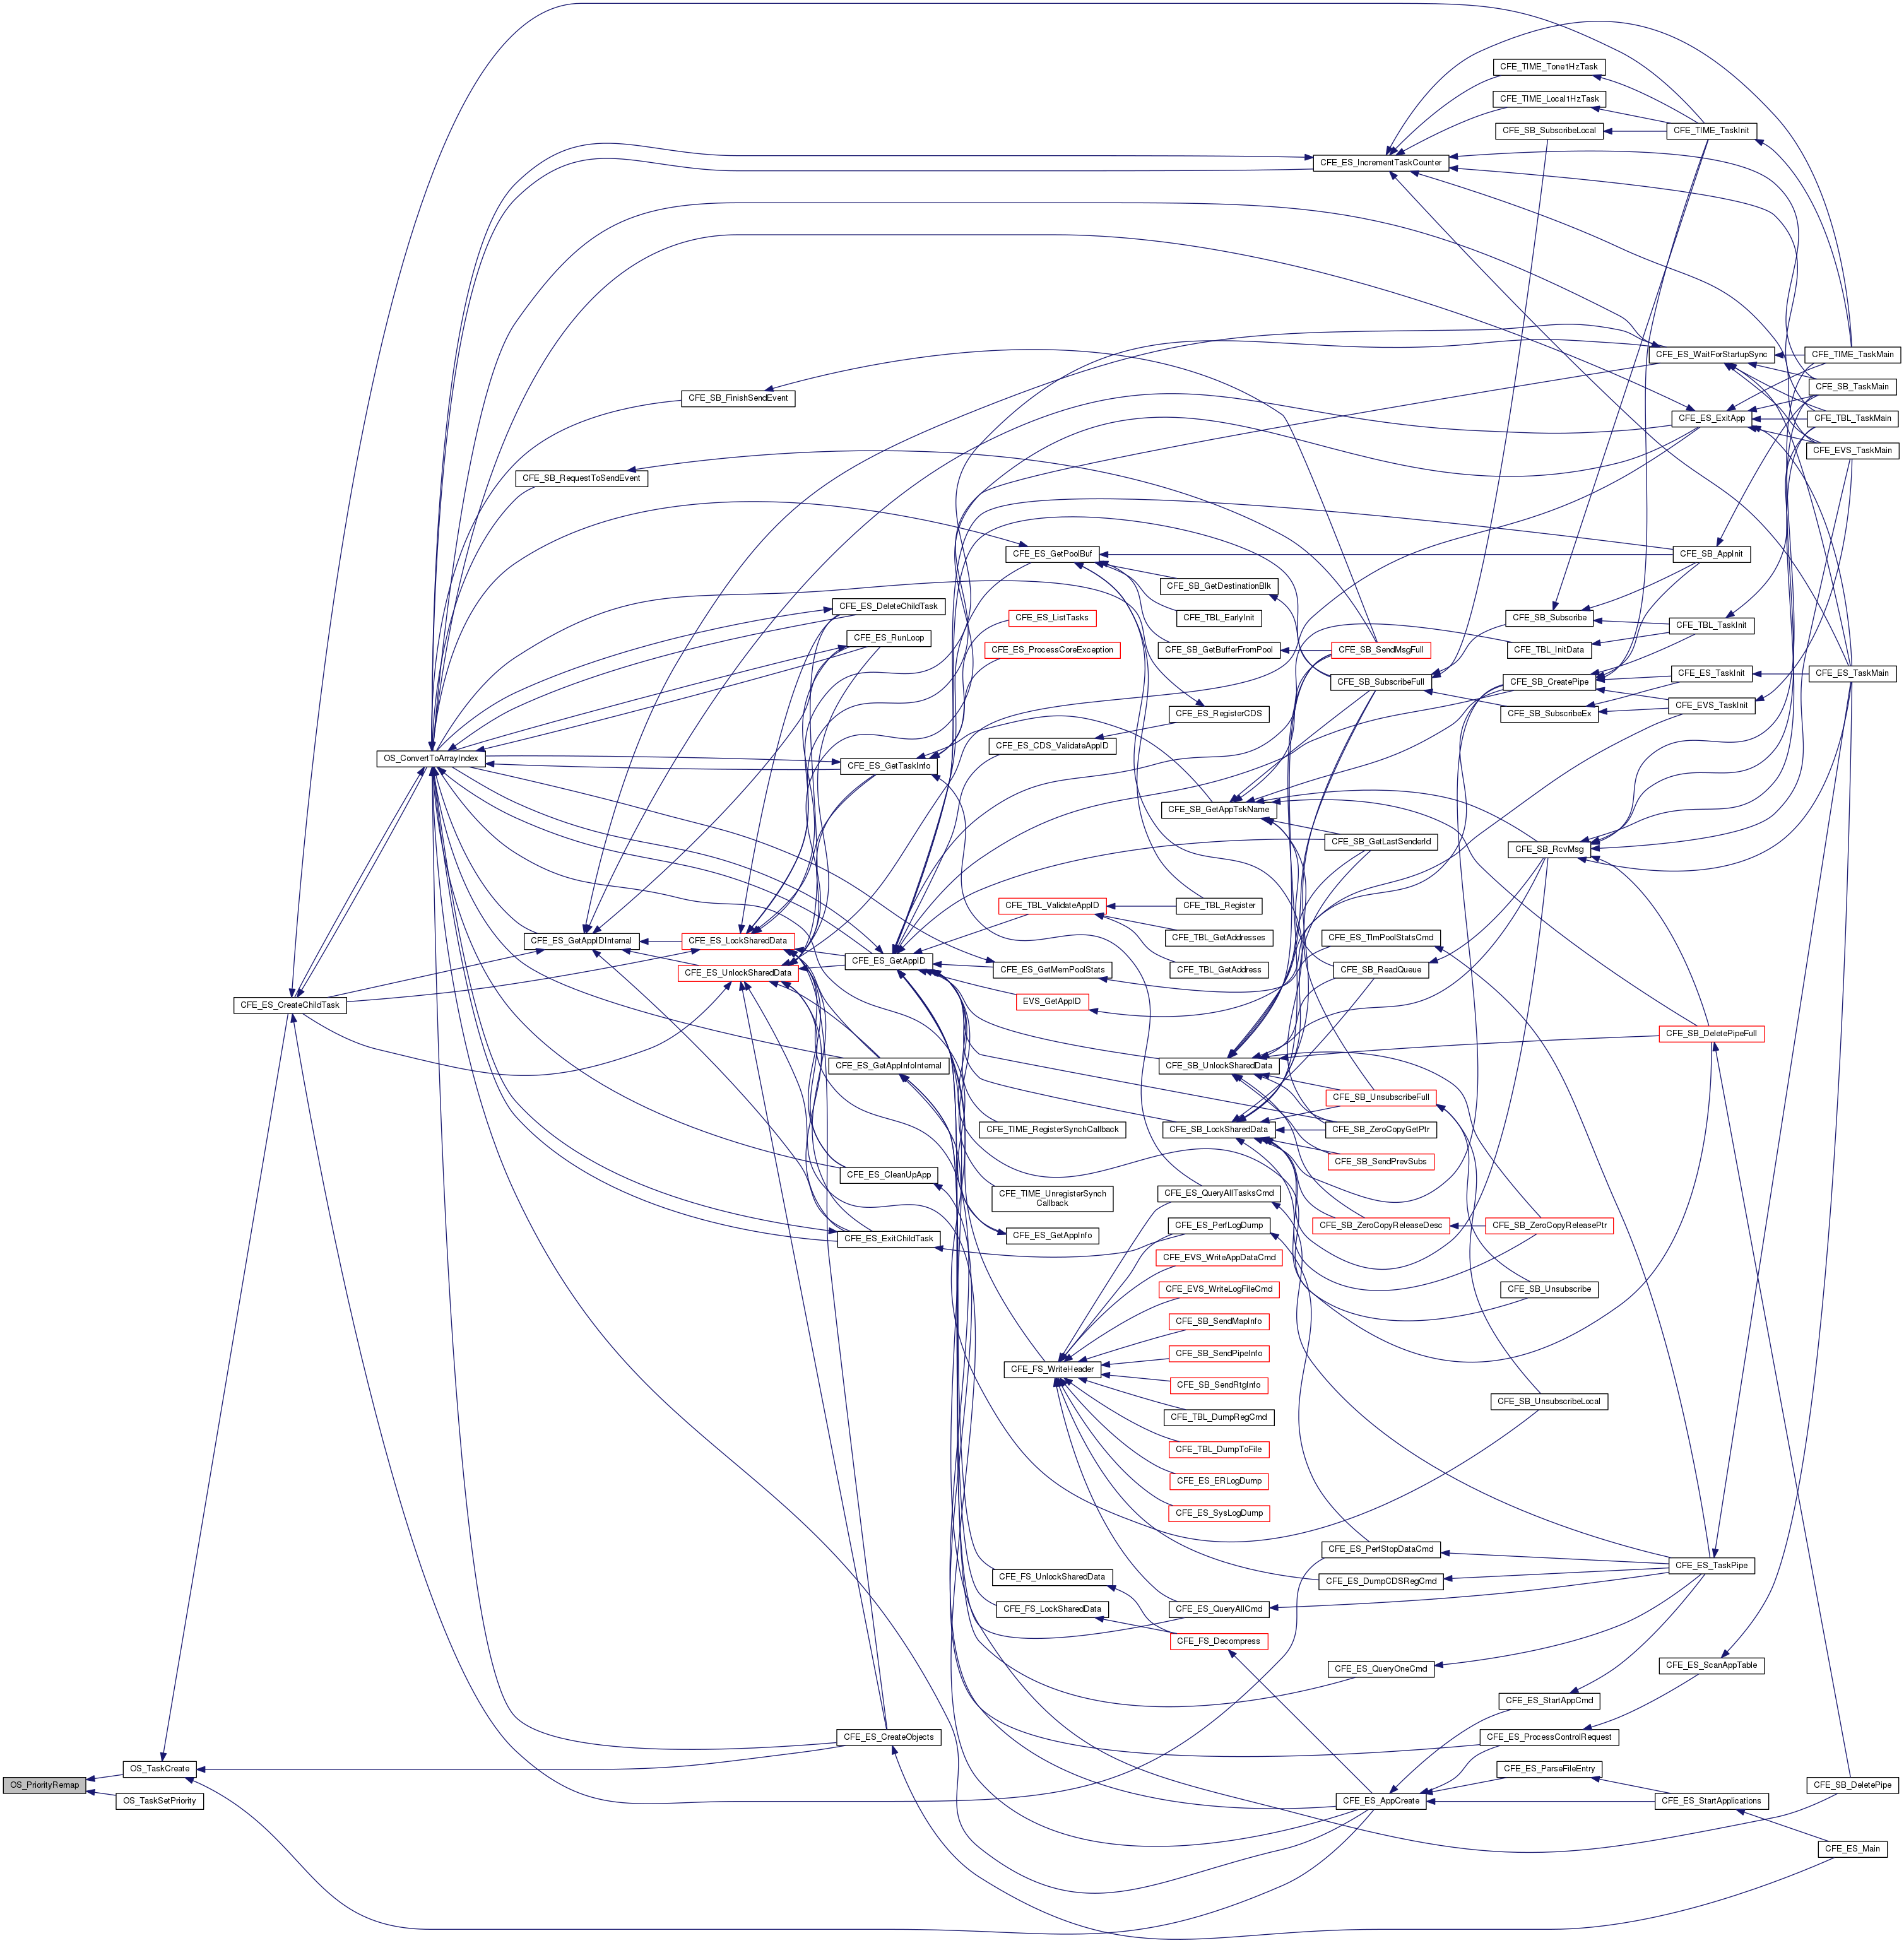 CFE_TIME_Tone1HzTask
CFE_TIME_Local1HzTask
CFE_SB_SubscribeLocal
CFE_TIME_TaskInit
CFE_ES_IncrementTaskCounter
CFE_ES_WaitForStartupSync
CFE_TIME_TaskMain
CFE_SB_TaskMain
CFE_SB_FinishSendEvent
CFE_ES_ExitApp
CFE_TBL_TaskMain
CFE_EVS_TaskMain
CFE_SB_RequestToSendEvent
CFE_ES_GetPoolBuf
CFE_SB_AppInit
CFE_SB_GetDestinationBlk
CFE_ES_DeleteChildTask
CFE_ES_ListTasks
CFE_TBL_EarlyInit
CFE_SB_Subscribe
CFE_TBL_TaskInit
CFE_ES_RunLoop
CFE_ES_ProcessCoreException
CFE_SB_GetBufferFromPool
CFE_SB_SendMsgFull
CFE_TBL_InitData
CFE_SB_SubscribeFull
CFE_SB_CreatePipe
CFE_ES_TaskInit
CFE_ES_TaskMain
CFE_ES_RegisterCDS
CFE_SB_SubscribeEx
CFE_EVS_TaskInit
CFE_ES_CDS_ValidateAppID
OS_ConvertToArrayIndex
CFE_ES_GetTaskInfo
CFE_SB_GetAppTskName
CFE_SB_GetLastSenderId
CFE_SB_RcvMsg
CFE_TBL_ValidateAppID
CFE_TBL_Register
CFE_ES_GetAppIDInternal
CFE_ES_LockSharedData
CFE_TBL_GetAddresses
CFE_ES_TlmPoolStatsCmd
CFE_ES_UnlockSharedData
CFE_ES_GetAppID
CFE_ES_GetMemPoolStats
CFE_TBL_GetAddress
CFE_SB_ReadQueue
CFE_ES_CreateChildTask
EVS_GetAppID
CFE_SB_DeletePipeFull
CFE_ES_GetAppInfoInternal
CFE_SB_UnlockSharedData
CFE_SB_UnsubscribeFull
CFE_TIME_RegisterSynchCallback
CFE_SB_LockSharedData
CFE_SB_ZeroCopyGetPtr
CFE_SB_SendPrevSubs
CFE_ES_CleanUpApp
CFE_TIME_UnregisterSynch
Callback
CFE_ES_QueryAllTasksCmd
CFE_ES_ExitChildTask
CFE_ES_GetAppInfo
CFE_ES_PerfLogDump
CFE_SB_ZeroCopyReleaseDesc
CFE_SB_ZeroCopyReleasePtr
CFE_EVS_WriteAppDataCmd
CFE_EVS_WriteLogFileCmd
CFE_SB_Unsubscribe
CFE_SB_SendMapInfo
CFE_SB_SendPipeInfo
CFE_FS_WriteHeader
CFE_SB_SendRtgInfo
CFE_SB_UnsubscribeLocal
CFE_TBL_DumpRegCmd
CFE_TBL_DumpToFile
CFE_ES_ERLogDump
CFE_ES_SysLogDump
CFE_ES_PerfStopDataCmd
CFE_ES_TaskPipe
CFE_FS_UnlockSharedData
CFE_ES_DumpCDSRegCmd
CFE_FS_LockSharedData
CFE_ES_QueryAllCmd
CFE_FS_Decompress
CFE_ES_QueryOneCmd
CFE_ES_ScanAppTable
CFE_ES_StartAppCmd
CFE_ES_CreateObjects
CFE_ES_ProcessControlRequest
OS_TaskCreate
CFE_ES_ParseFileEntry
OS_PriorityRemap
CFE_SB_DeletePipe
OS_TaskSetPriority
CFE_ES_AppCreate
CFE_ES_StartApplications
CFE_ES_Main